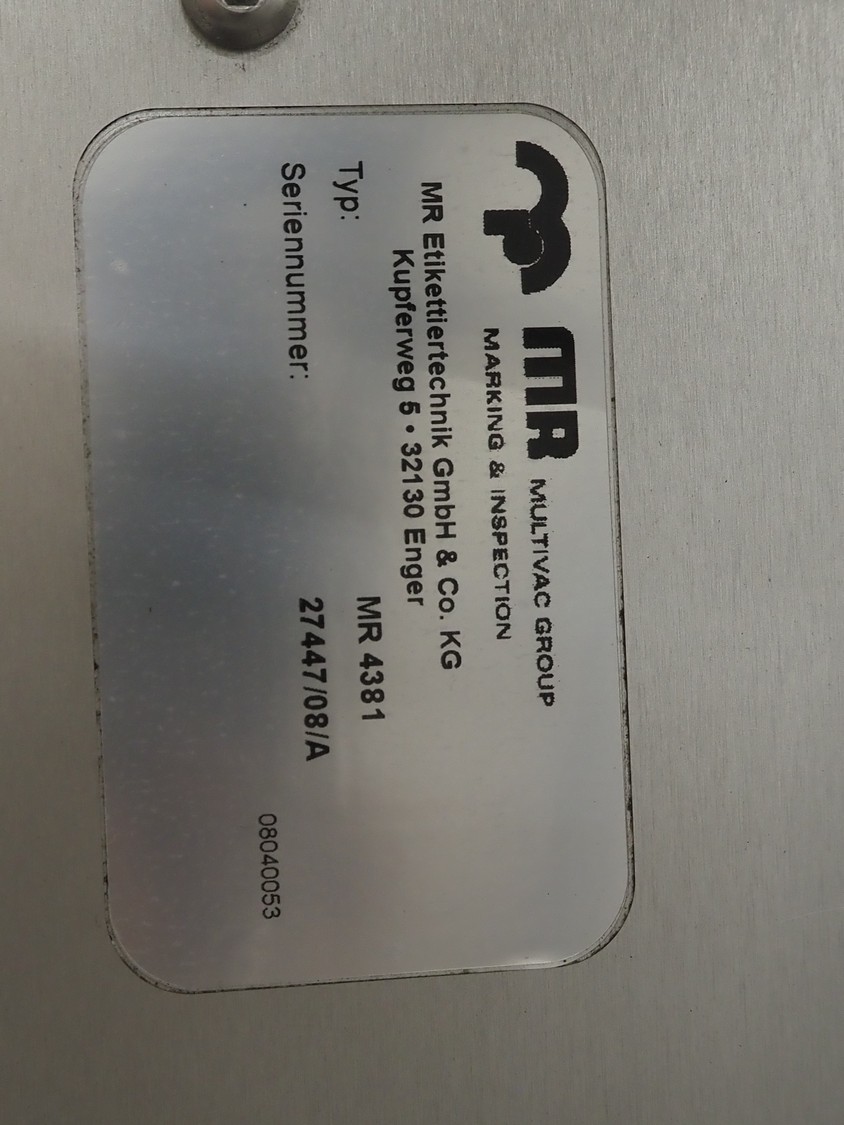 MR MULTIVAC GROUP
MARKING & INSPECTION
MR Etikettiertechnik GmbH & Co. KG
Kupferweg 5 • 32130 Enger
Typ: MR 4381
Seriennummer: 27447/08/A
08040053